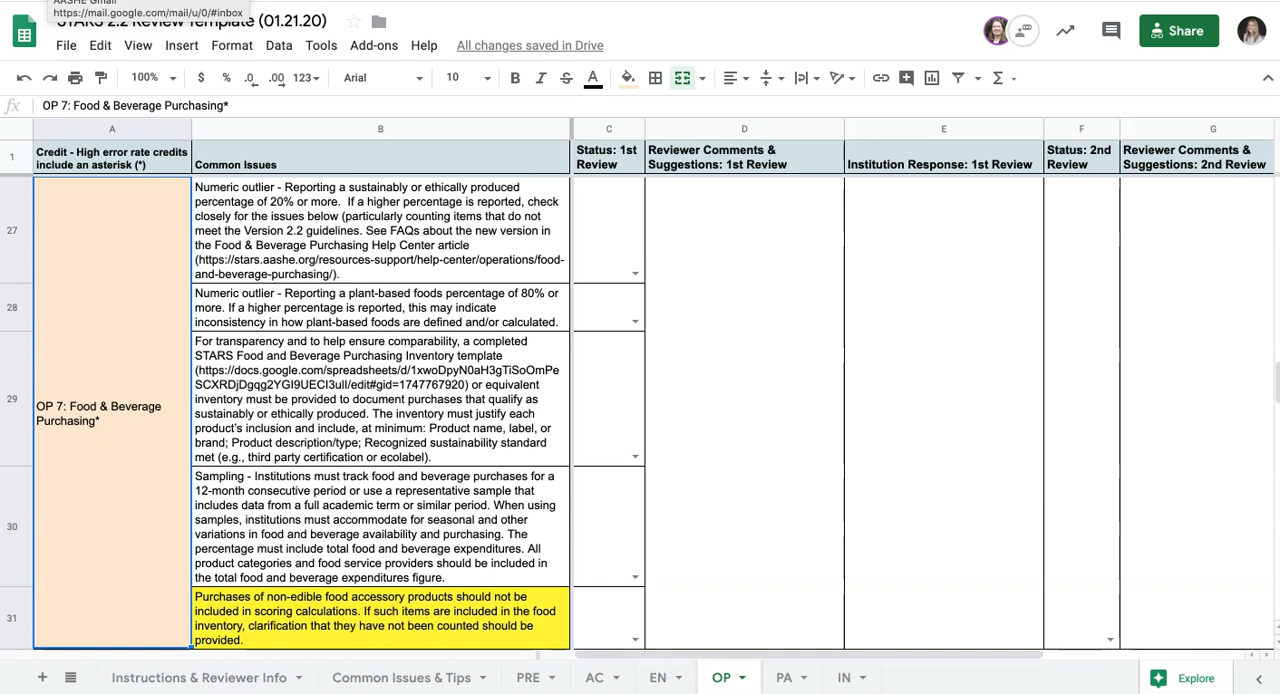 AASHE Gmail
https://mail.google.com/mail/u/0/#inbox
STARS 2.2 Review Template (01.21.20)
File Edit View Insert Format Data Tools Add-ons Help All changes saved in Drive
Share
100% $ % .0 .00 123 Arial 10 B I S A
fx OP 7: Food & Beverage Purchasing*
A B C D E F G
1
Credit - High error rate credits
include an asterisk (*)
Common Issues
Status: 1st
Review
Reviewer Comments &
Suggestions: 1st Review
Institution Response: 1st Review
Status: 2nd
Review
Reviewer Comments &
Suggestions: 2nd Review
OP 7: Food & Beverage
Purchasing*
27
Numeric outlier - Reporting a sustainably or ethically produced
percentage of 20% or more. If a higher percentage is reported, check
closely for the issues below (particularly counting items that do not
meet the Version 2.2 guidelines. See FAQs about the new version in
the Food & Beverage Purchasing Help Center article
(https://stars.aashe.org/resources-support/help-center/operations/food-
and-beverage-purchasing/).
28
Numeric outlier - Reporting a plant-based foods percentage of 80% or
more. If a higher percentage is reported, this may indicate
inconsistency in how plant-based foods are defined and/or calculated.
29
For transparency and to help ensure comparability, a completed
STARS Food and Beverage Purchasing Inventory template
(https://docs.google.com/spreadsheets/d/1xwoDpyN0aH3gTiSoOmPe
SCXRDjDgqg2YGI9UECI3ull/edit#gid=1747767920) or equivalent
inventory must be provided to document purchases that qualify as
sustainably or ethically produced. The inventory must justify each
product's inclusion and include, at minimum: Product name, label, or
brand; Product description/type; Recognized sustainability standard
met (e.g., third party certification or ecolabel).
30
Sampling - Institutions must track food and beverage purchases for a
12-month consecutive period or use a representative sample that
includes data from a full academic term or similar period. When using
samples, institutions must accommodate for seasonal and other
variations in food and beverage availability and purchasing. The
percentage must include total food and beverage expenditures. All
product categories and food service providers should be included in
the total food and beverage expenditures figure.
31
Purchases of non-edible food accessory products should not be
included in scoring calculations. If such items are included in the food
inventory, clarification that they have not been counted should be
provided.
Instructions & Reviewer Info Common Issues & Tips PRE AC EN OP PA IN Explore